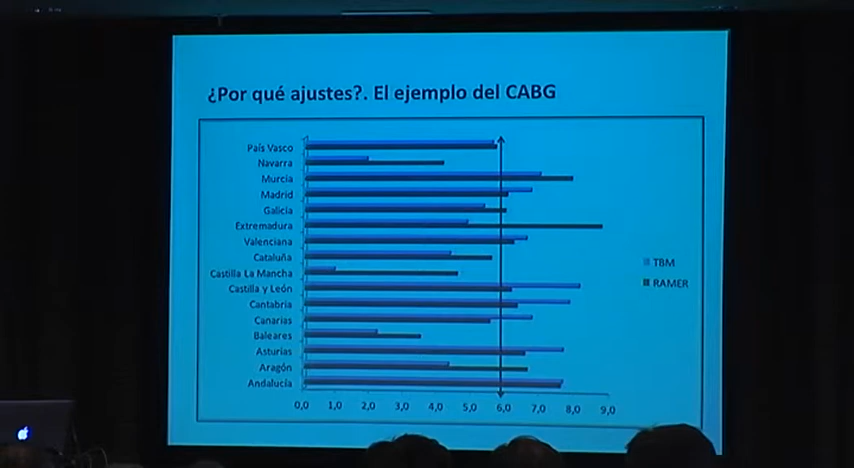 ¿Por qué ajustes?. El ejemplo del CABG
País Vasco
Navarra
Murcia
Madrid
Galicia
Extremadura
Valenciana
Cataluña
Castilla La Mancha
Castilla y León
Cantabria
Canarias
Baleares
Asturias
Aragón
Andalucía
TBM
RAMER
0,0 1,0 2,0 3,0 4,0 5,0 6,0 7,0 8,0 9,0